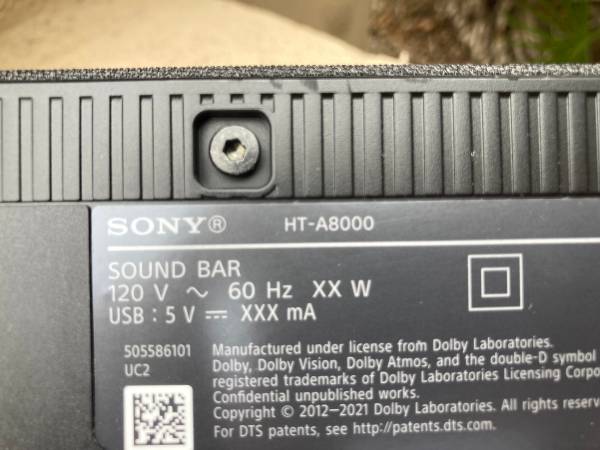 SONY® HT-A8000
SOUND BAR
120 V ~ 60 Hz XX W
USB : 5 V ⎓ XXX mA
505586101
UC2
Manufactured under license from Dolby Laboratories.
Dolby, Dolby Vision, Dolby Atmos, and the double-D symbol
registered trademarks of Dolby Laboratories Licensing Corpo
Confidential unpublished works.
Copyright © 2012-2021 Dolby Laboratories. All rights reserv
For DTS patents, see http://patents.dts.com.